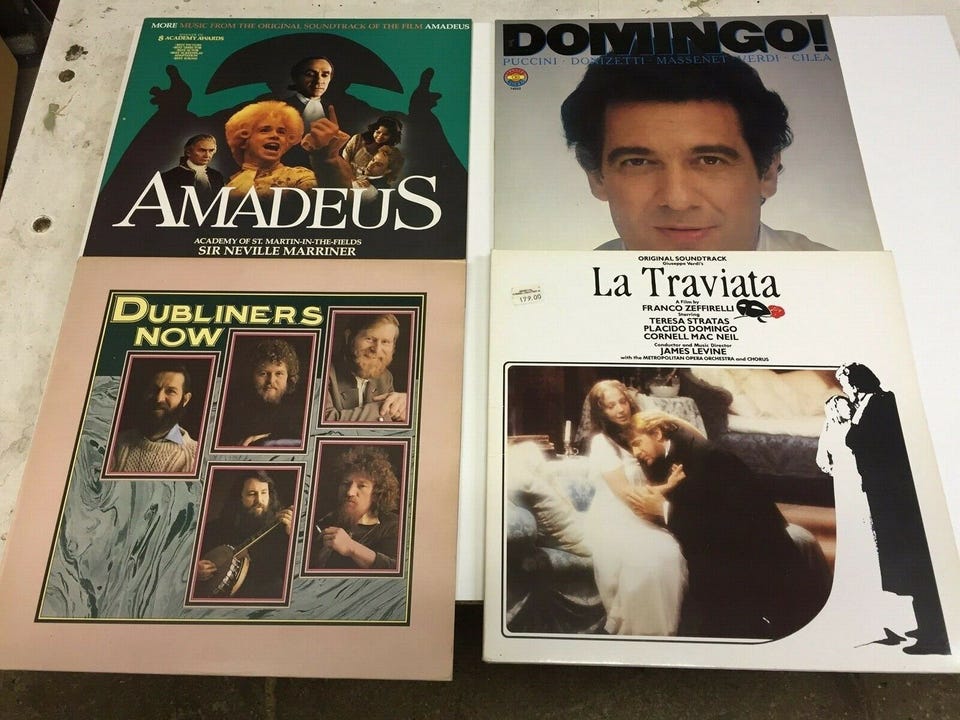 MORE MUSIC FROM THE ORIGINAL SOUNDTRACK OF THE FILM AMADEUS
8 ACADEMY AWARDS
AMADEUS
ACADEMY OF ST. MARTIN-IN-THE-FIELDS
SIR NEVILLE MARRINER
DOMINGO!
PUCCINI · DONIZETTI · MASSENET · VERDI · CILEA
DUBLINERS
NOW
ORIGINAL SOUNDTRACK
Giuseppe Verdi's
La Traviata
179.00
A Film by
FRANCO ZEFFIRELLI
Starring
TERESA STRATAS
PLACIDO DOMINGO
CORNELL MAC NEIL
Conductor and Music Director
JAMES LEVINE
with the METROPOLITAN OPERA ORCHESTRA and CHORUS